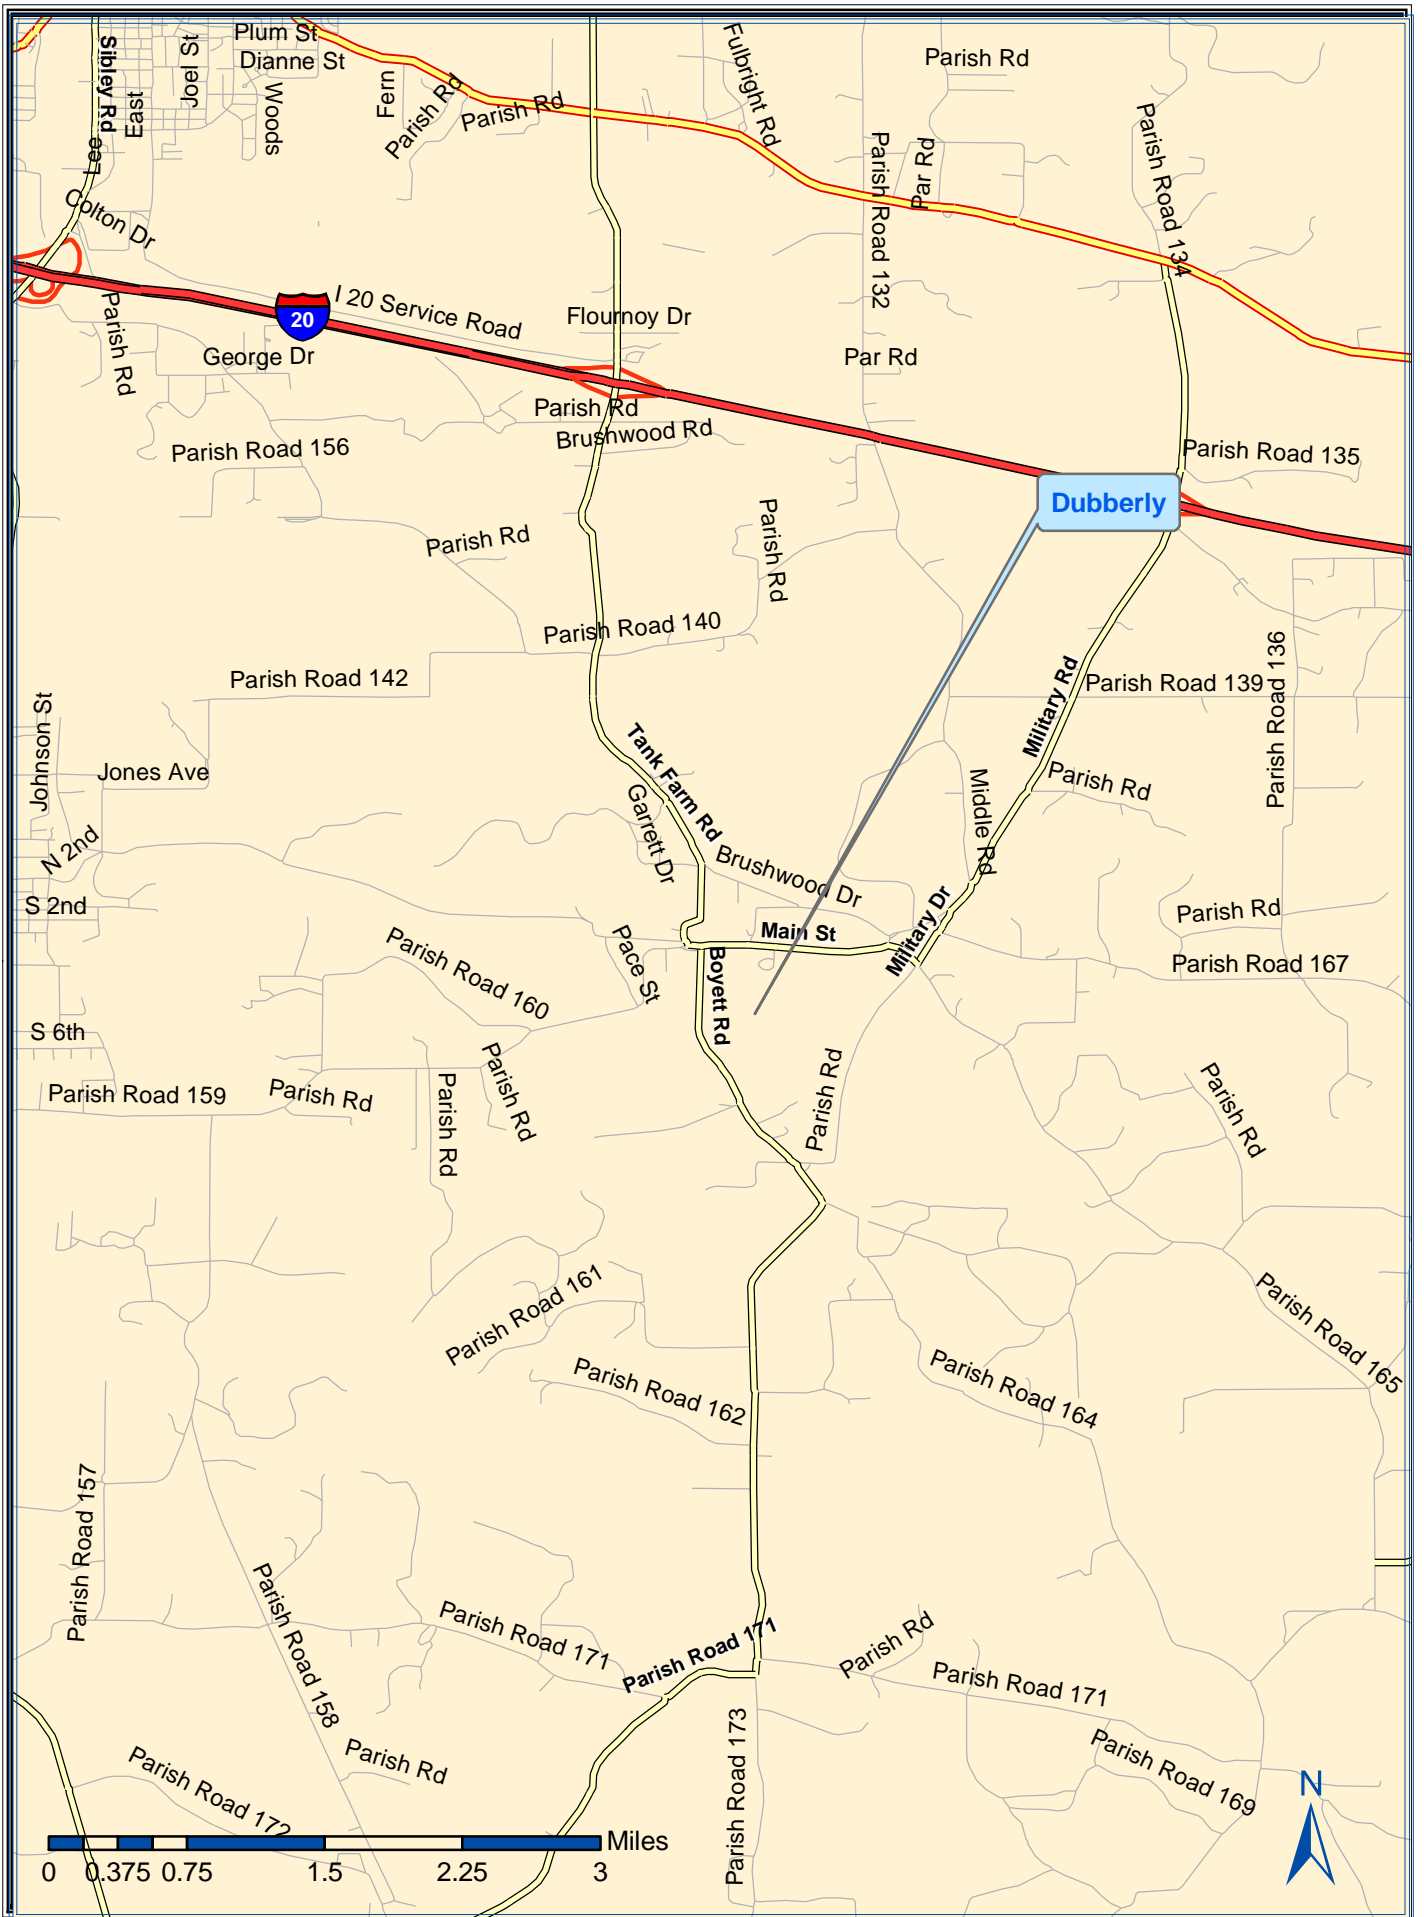 Plum St
Dianne St
Sibley Rd
East
Joel St
Woods
Lee
Fern
Parish Rd
Parish Rd
Fulbright Rd
Parish Rd
Parish Road 132
Par Rd
Parish Road 134
Colton Dr
Parish Rd
20
I 20 Service Road
George Dr
Flournoy Dr
Par Rd
Parish Rd
Brushwood Rd
Parish Road 156
Parish Road 135
Dubberly
Parish Rd
Parish Rd
Parish Road 140
Parish Road 142
Parish Road 139
Parish Road 136
Military Rd
Johnson St
Jones Ave
Tank Farm Rd
Garrett Dr
Middle Rd
Parish Rd
N 2nd
Brushwood Dr
S 2nd
Main St
Military Dr
Parish Rd
Parish Road 167
Parish Road 160
Pace St
Boyett Rd
S 6th
Parish Road 159
Parish Rd
Parish Rd
Parish Rd
Parish Rd
Parish Rd
Parish Road 161
Parish Road 162
Parish Road 164
Parish Road 165
Parish Road 157
Parish Road 158
Parish Road 171
Parish Road 171
Parish Rd
Parish Road 171
Parish Road 173
Parish Road 169
Parish Rd
Parish Road 172
N
Miles
0 0.375 0.75 1.5 2.25 3